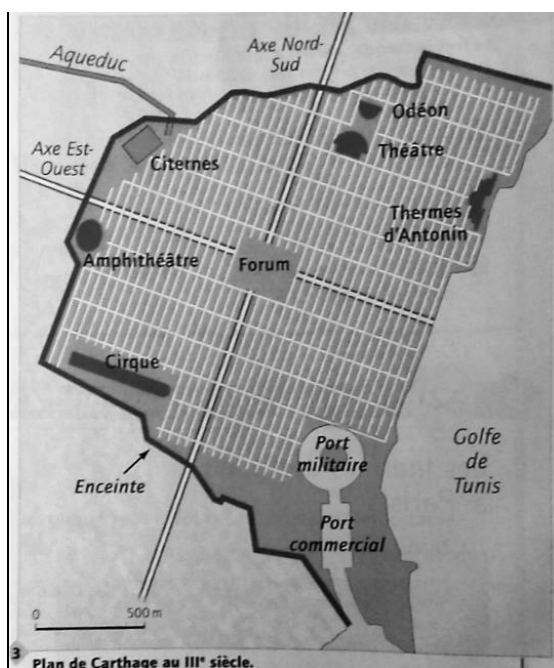 Axe Nord-
Sud
Aqueduc
Odéon
Axe Est-
Ouest
Citernes
Théâtre
Thermes
d'Antonin
Amphithéâtre
Forum
Cirque
Port
militaire
Golfe
de
Tunis
Enceinte
Port
commercial
0
500 m
3
Plan de Carthage au IIIe siècle.